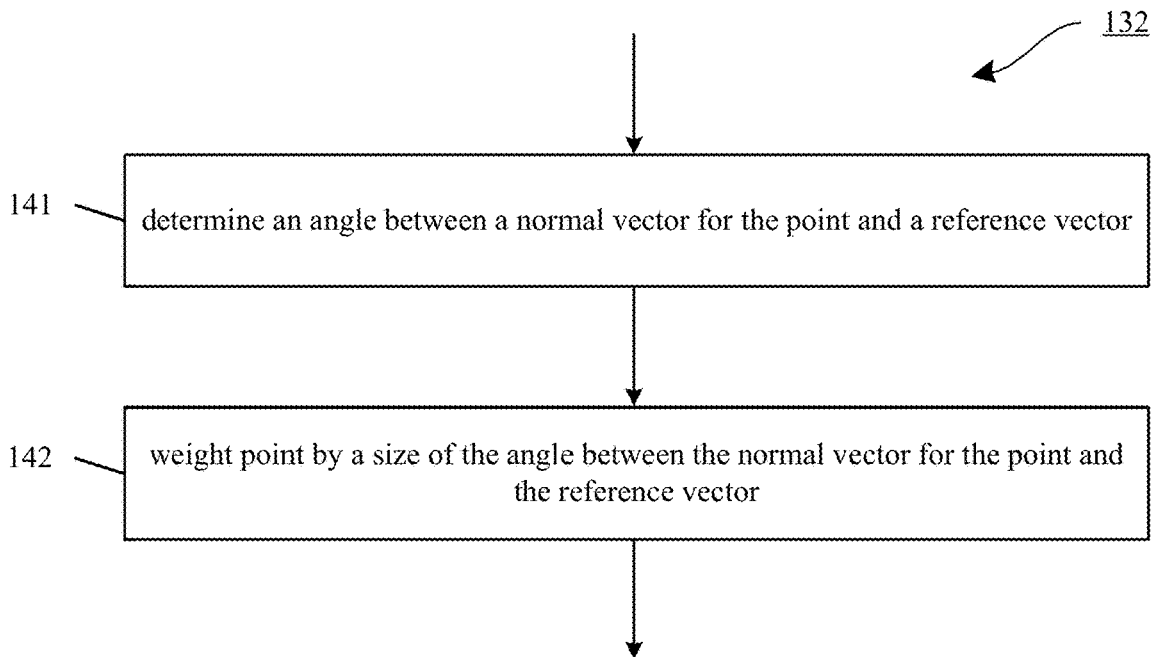 132
141
determine an angle between a normal vector for the point and a reference vector
142
weight point by a size of the angle between the normal vector for the point and
the reference vector